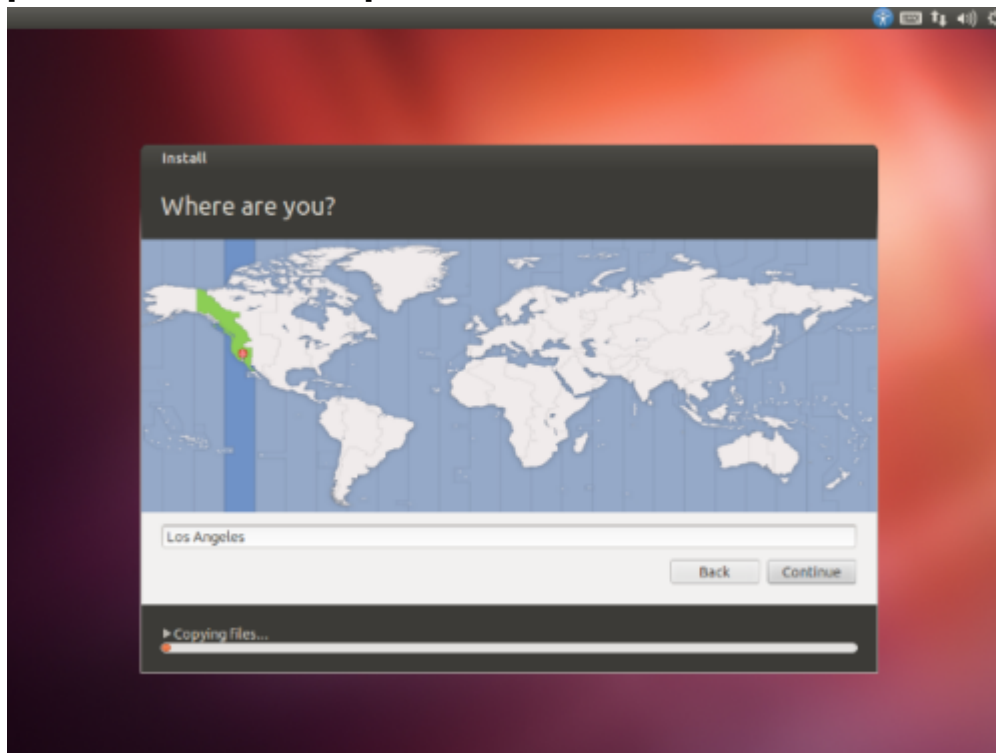 Install
Where are you?
Los Angeles
Back
Continue
Copying files...